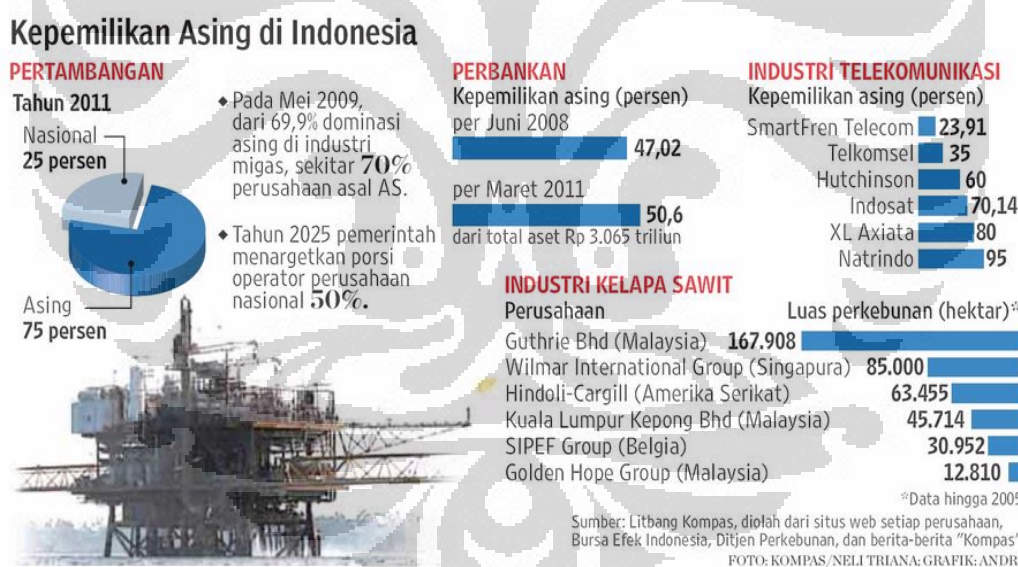 Kepemilikan Asing di Indonesia
PERTAMBANGAN
Tahun 2011
Nasional
25 persen
Asing
75 persen
◆ Pada Mei 2009,
dari 69,9% dominasi
asing di industri
migas, sekitar 70%
perusahaan asal AS.
◆ Tahun 2025 pemerintah
menargetkan porsi
operator perusahaan
nasional 50%.
PERBANKAN
Kepemilikan asing (persen)
per Juni 2008
47,02
per Maret 2011
50,6
dari total aset Rp 3.065 triliun
INDUSTRI TELEKOMUNIKASI
Kepemilikan asing (persen)
SmartFren Telecom 23,91
Telkomsel 35
Hutchinson 60
Indosat 70,14
XL Axiata 80
Natrindo 95
INDUSTRI KELAPA SAWIT
Perusahaan Luas perkebunan (hektar)*
Guthrie Bhd (Malaysia) 167.908
Wilmar International Group (Singapura) 85.000
Hindoli-Cargill (Amerika Serikat) 63.455
Kuala Lumpur Kepong Bhd (Malaysia) 45.714
SIPEF Group (Belgia) 30.952
Golden Hope Group (Malaysia) 12.810
*Data hingga 2005
Sumber: Litbang Kompas, diolah dari situs web setiap perusahaan,
Bursa Efek Indonesia, Ditjen Perkebunan, dan berita-berita "Kompas"
FOTO: KOMPAS/NELI TRIANA; GRAFIK: ANDR